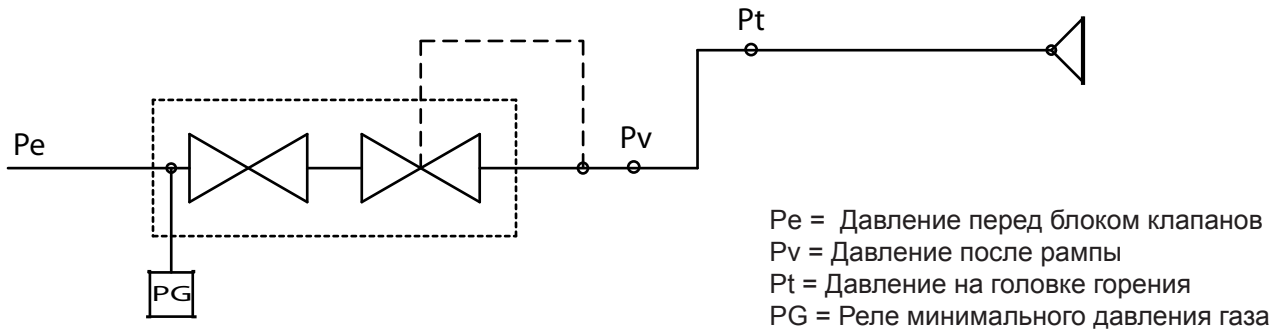 Pt
Pe
Pv
PG
Pe = Давление перед блоком клапанов
Pv = Давление после рампы
Pt = Давление на головке горения
PG = Реле минимального давления газа